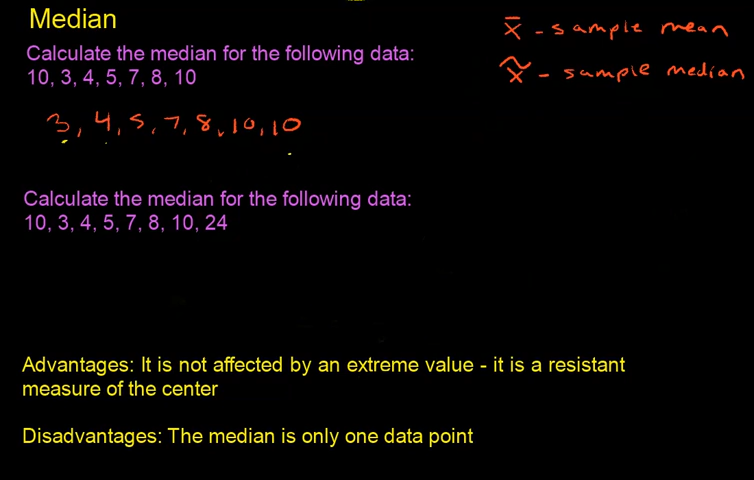 Median
x̄ - sample mean
Calculate the median for the following data:
10, 3, 4, 5, 7, 8, 10
x̃ - sample median
3, 4, 5, 7, 8, 10, 10
Calculate the median for the following data:
10, 3, 4, 5, 7, 8, 10, 24
Advantages: It is not affected by an extreme value - it is a resistant
measure of the center
Disadvantages: The median is only one data point